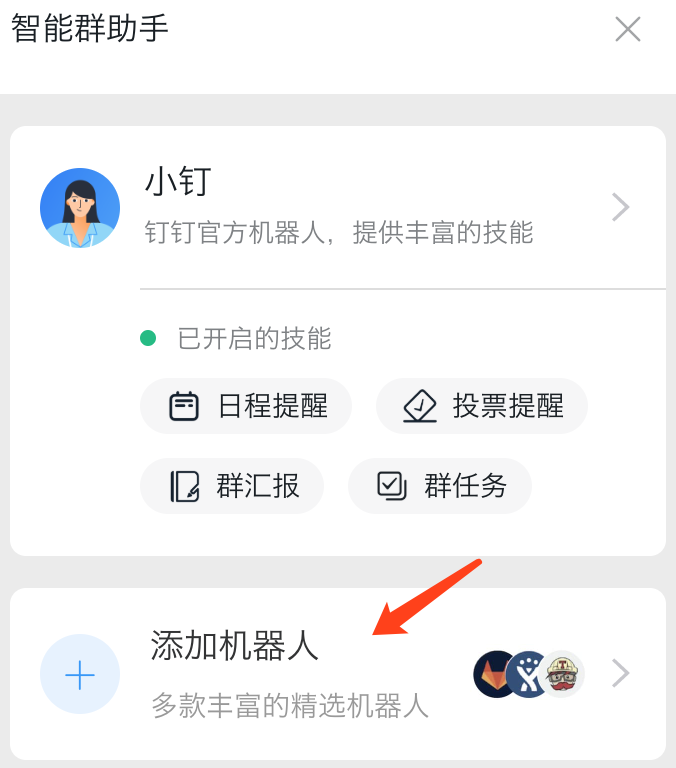 智能群助手
小钉
钉钉官方机器人，提供丰富的技能
已开启的技能
日程提醒 投票提醒
群汇报 群任务
添加机器人
多款丰富的精选机器人